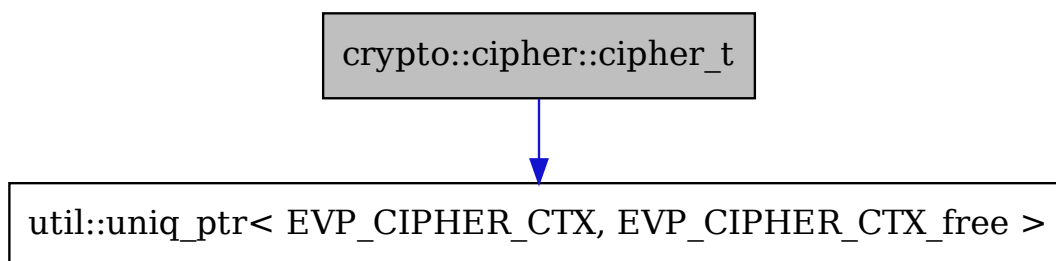 crypto::cipher::cipher_t
util::uniq_ptr< EVP_CIPHER_CTX, EVP_CIPHER_CTX_free >